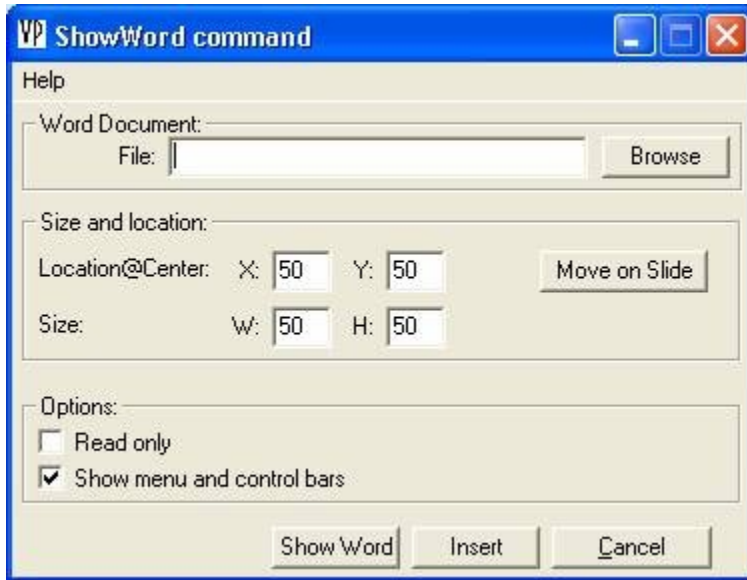 VP ShowWord command
Help
Word Document:
File: Browse
Size and location:
Location@Center: X: 50 Y: 50 Move on Slide
Size: W: 50 H: 50
Options:
Read only
Show menu and control bars
Show Word Insert Cancel